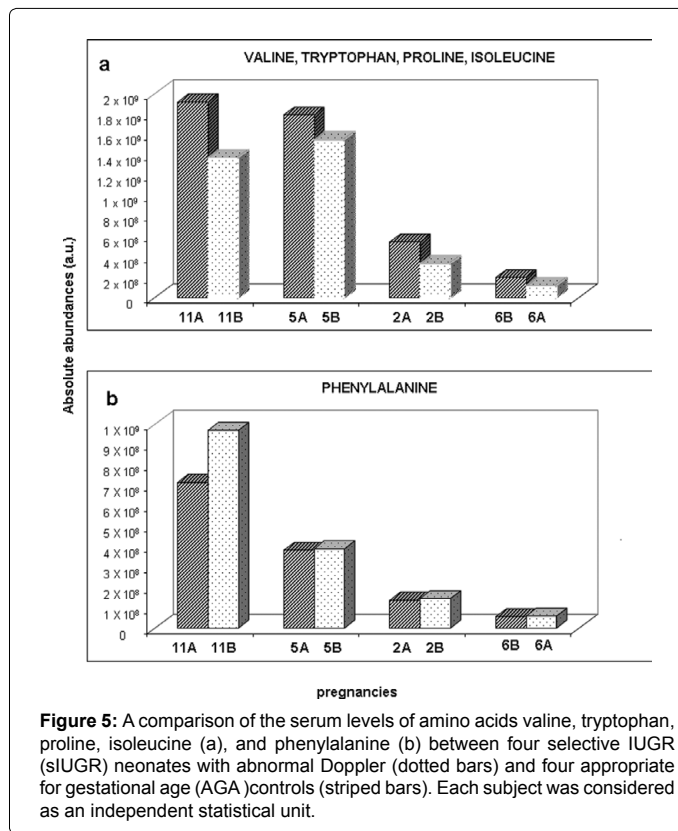 a
VALINE, TRYPTOPHAN, PROLINE, ISOLEUCINE
2 x 10⁹
1.8 x 10⁹
1.6 x 10⁹
1.4 x 10⁹
1.2 x 10⁹
1 x 10⁹
8 x 10⁸
6 x 10⁸
4 x 10⁸
2 x 10⁸
0
11A 11B 5A 5B 2A 2B 6B 6A
Absolute abundances (a.u.)
b
PHENYLALANINE
1 X 10⁹
9 X 10⁸
8 X 10⁸
7 X 10⁸
6 X 10⁸
5 X 10⁸
4 X 10⁸
3 X 10⁸
2 X 10⁸
1 X 10⁸
0
11A 11B 5A 5B 2A 2B 6B 6A
pregnancies
Figure 5: A comparison of the serum levels of amino acids valine, tryptophan,
proline, isoleucine (a), and phenylalanine (b) between four selective IUGR
(sIUGR) neonates with abnormal Doppler (dotted bars) and four appropriate
for gestational age (AGA )controls (striped bars). Each subject was considered
as an independent statistical unit.